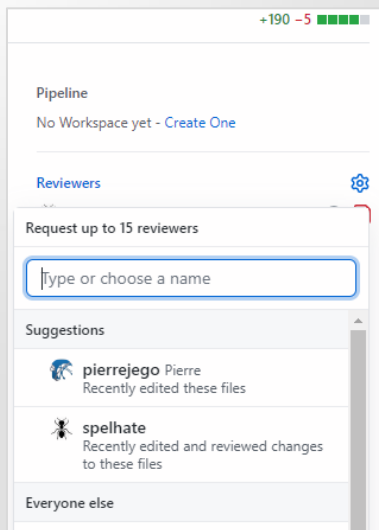 +190 −5
Pipeline
No Workspace yet - Create One
Reviewers
Request up to 15 reviewers
Type or choose a name
Suggestions
pierrejego Pierre
Recently edited these files
spelhate
Recently edited and reviewed changes
to these files
Everyone else